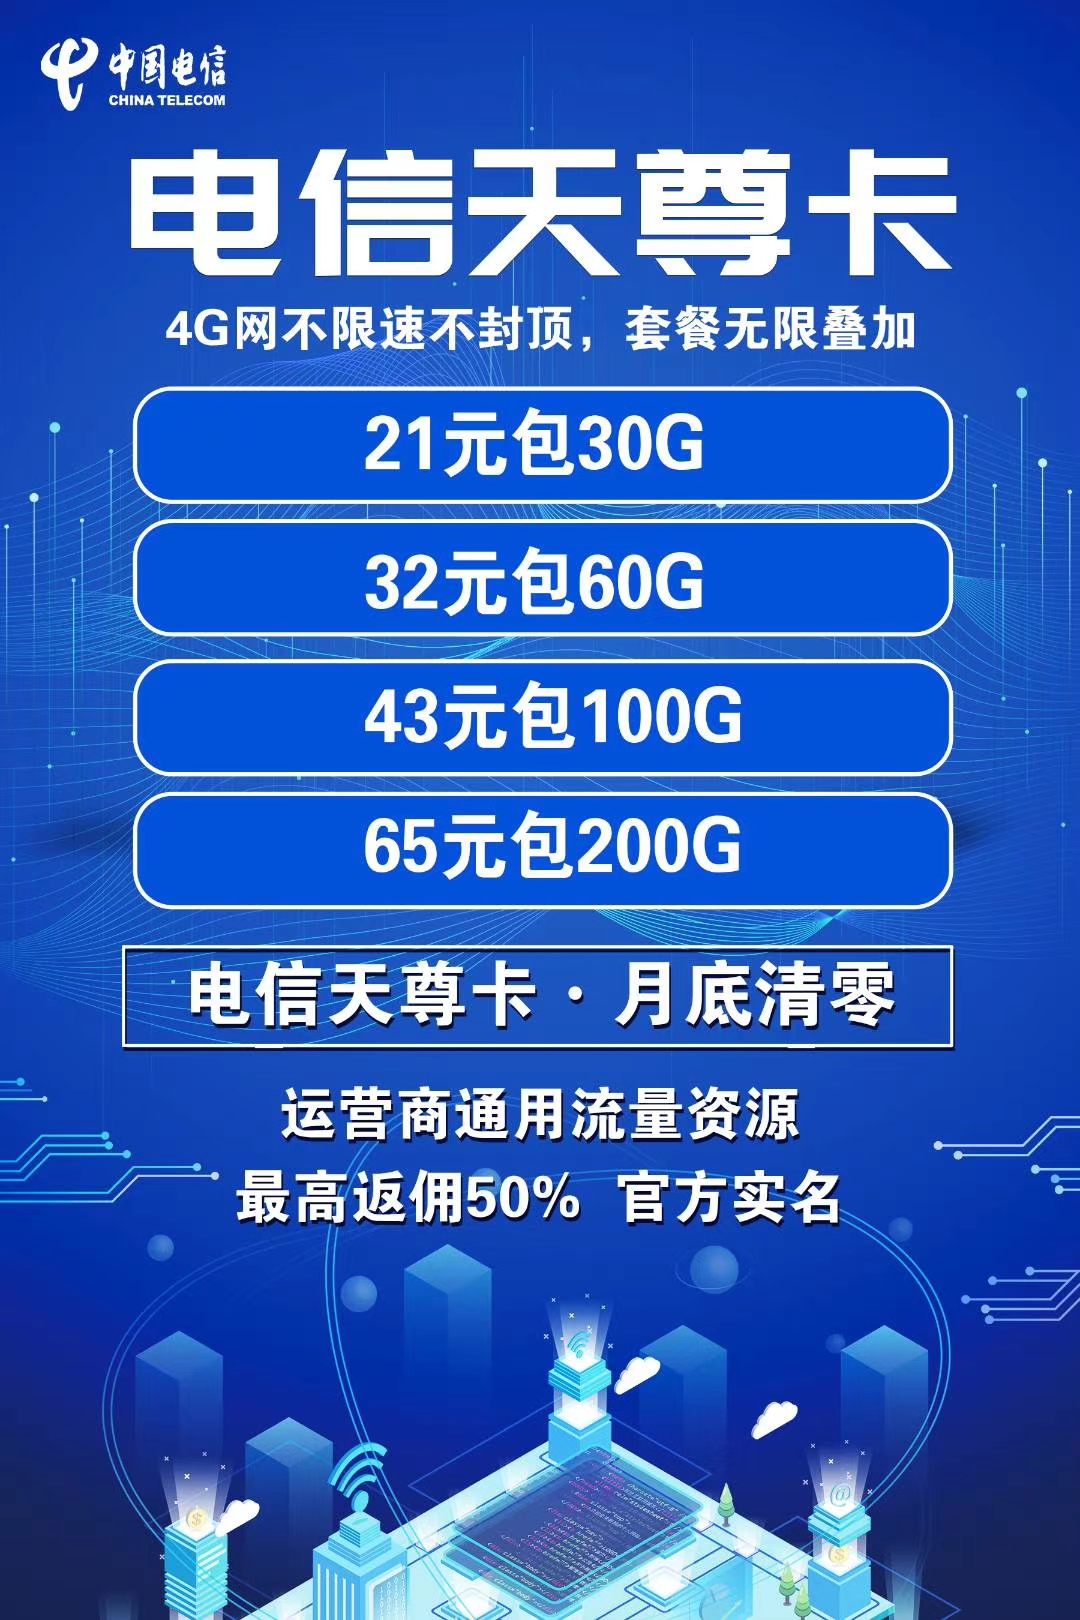 中国电信
CHINA TELECOM
电信天尊卡
4G网不限速不封顶，套餐无限叠加
21元包30G
32元包60G
43元包100G
65元包200G
电信天尊卡·月底清零
运营商通用流量资源
最高返佣50% 官方实名